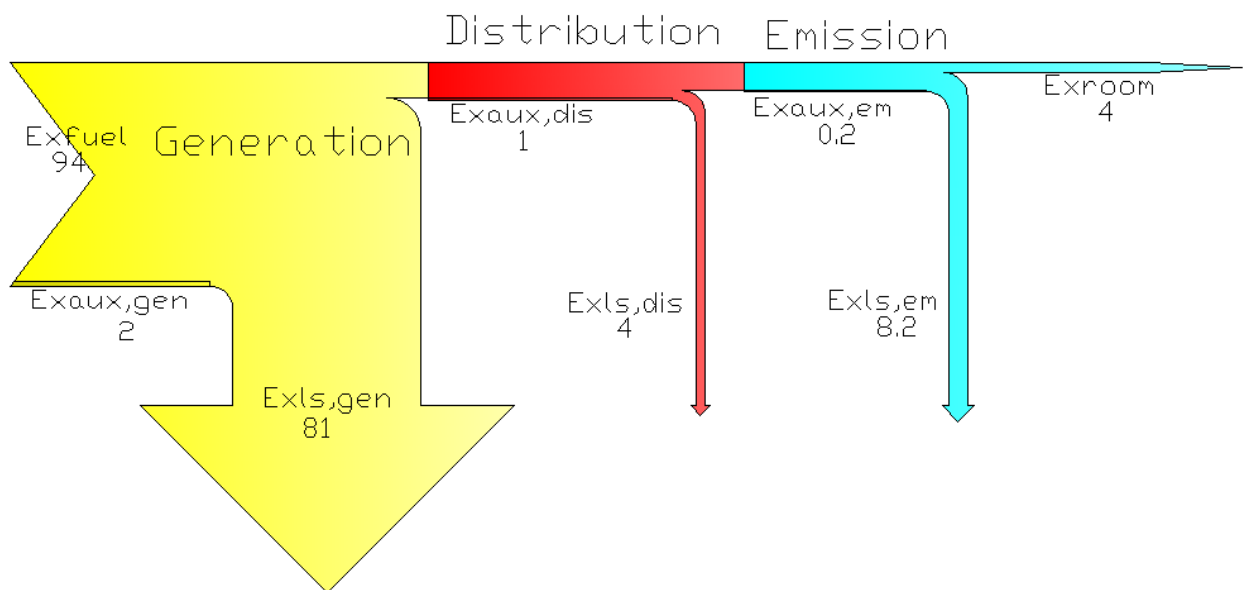 Distribution
Emission
Exfuel
94
Generation
Exaux,dis
1
Exaux,em
0.2
Exroom
4
Exaux,gen
2
Exls,dis
4
Exls,em
8.2
Exls,gen
81